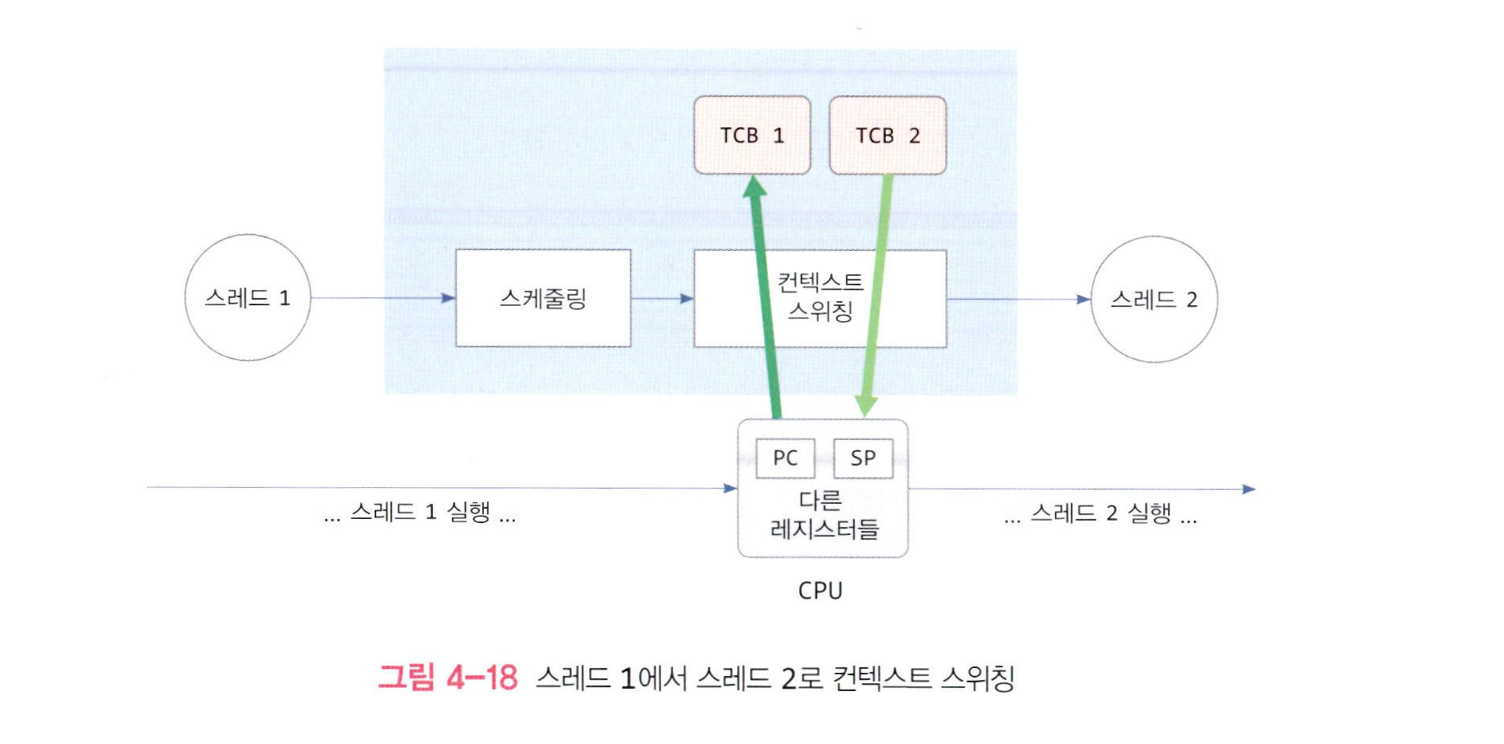 TCB 1
TCB 2
스레드 1
스케줄링
컨텍스트
스위칭
스레드 2
PC
SP
다른
레지스터들
... 스레드 1 실행 ...
... 스레드 2 실행 ...
CPU
그림 4-18 스레드 1에서 스레드 2로 컨텍스트 스위칭